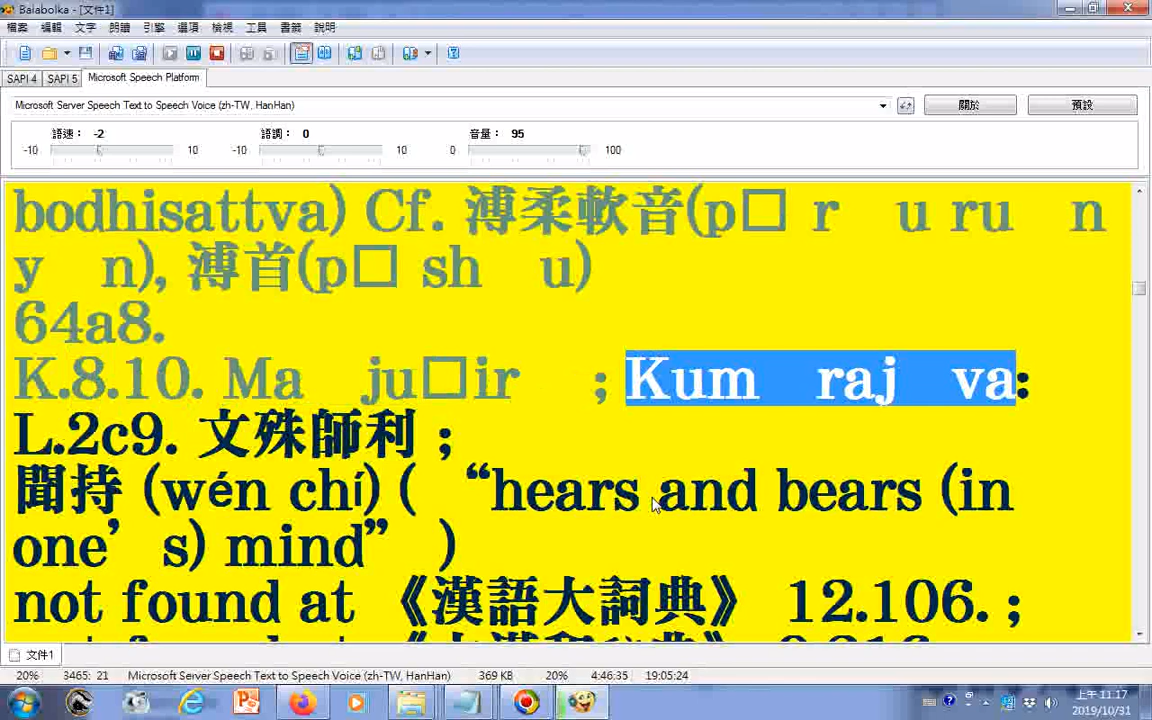 Balabolka - [文件1]
檔案 編輯 文字 朗讀 引擎 選項 檢視 工具 書籤 說明
SAPI 4 SAPI 5 Microsoft Speech Platform
Microsoft Server Speech Text to Speech Voice (zh-TW, HanHan) 關於 預設
語速： -2 語調： 0 音量： 95
-10 10 -10 10 0 100
bodhisattva) Cf. 溥柔軟音(p□ r u ru n
y n), 溥首(p□ sh u)
64a8.
K.8.10. Ma ju□ir ; Kum raj va:
L.2c9. 文殊師利；
聞持 (wén chí) ( “hears and bears (in
one’s) mind” )
not found at 《漢語大詞典》 12.106.；
文件1
20% 3465: 21 Microsoft Server Speech Text to Speech Voice (zh-TW, HanHan) 369 KB 20% 4:46:35 19:05:24
上午 11:17
2019/10/31